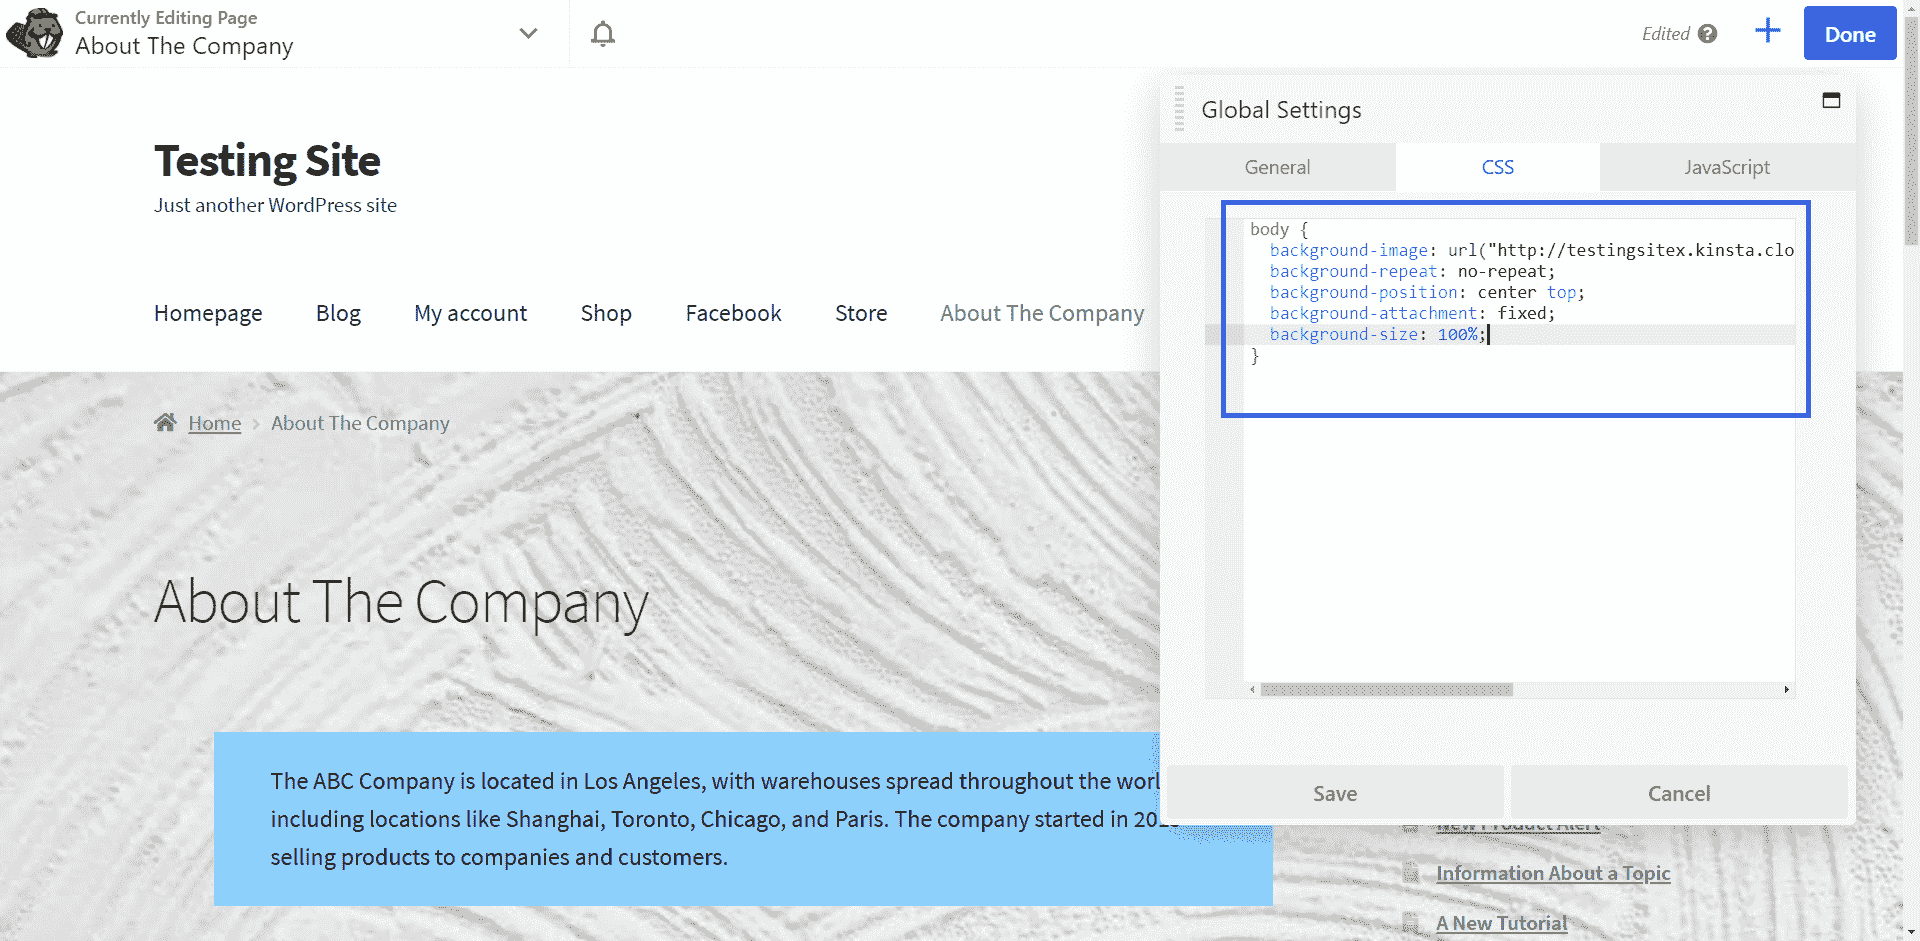 Currently Editing Page
About The Company
Edited ?
Done
Testing Site
Just another WordPress site
Homepage Blog My account Shop Facebook Store About The Company
Home About The Company
About The Company
The ABC Company is located in Los Angeles, with warehouses spread throughout the worl
including locations like Shanghai, Toronto, Chicago, and Paris. The company started in
selling products to companies and customers.
Global Settings
General CSS JavaScript
body {
background-image: url("http://testingsitex.kinsta.clo
background-repeat: no-repeat;
background-position: center top;
background-attachment: fixed;
background-size: 100%;
}
Save Cancel
New Product Alert
Information About a Topic
A New Tutorial